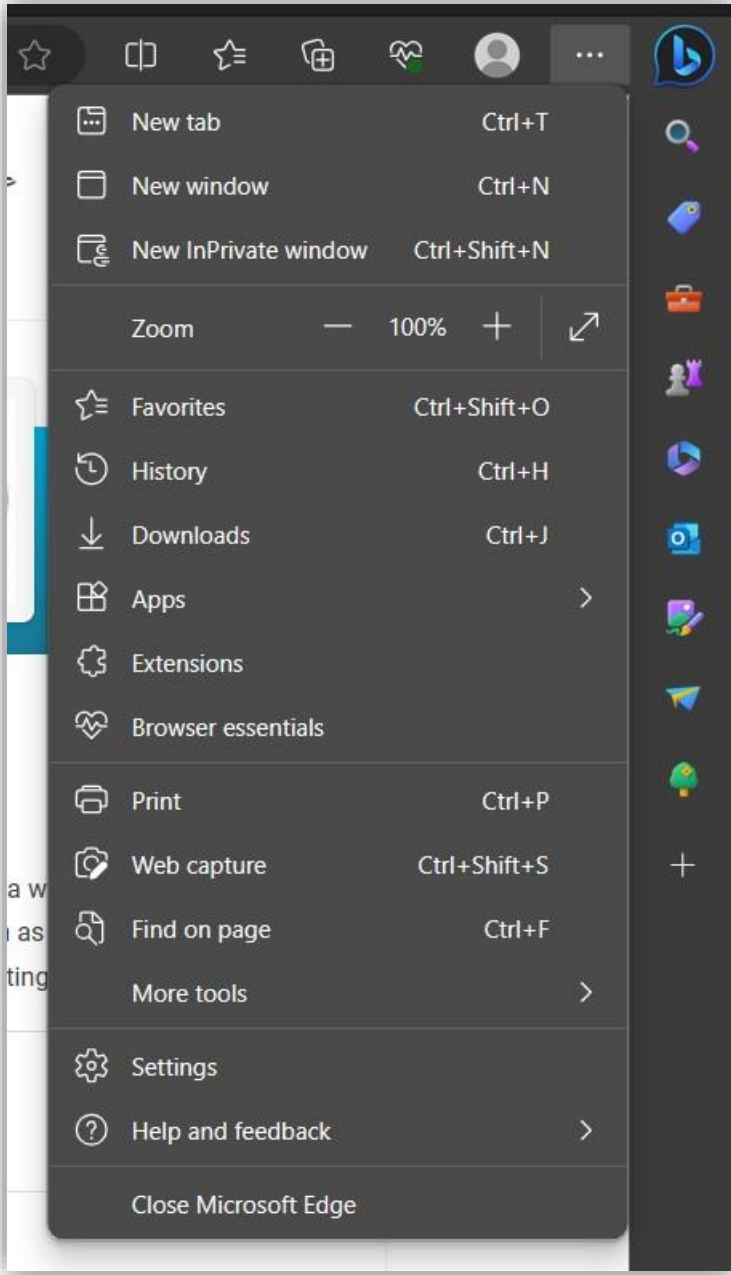 New tab Ctrl+T
New window Ctrl+N
New InPrivate window Ctrl+Shift+N
Zoom 100%
Favorites Ctrl+Shift+O
History Ctrl+H
Downloads Ctrl+J
Apps
Extensions
Browser essentials
Print Ctrl+P
Web capture Ctrl+Shift+S
a w
Find on page Ctrl+F
as
ting
More tools
Settings
Help and feedback
Close Microsoft Edge